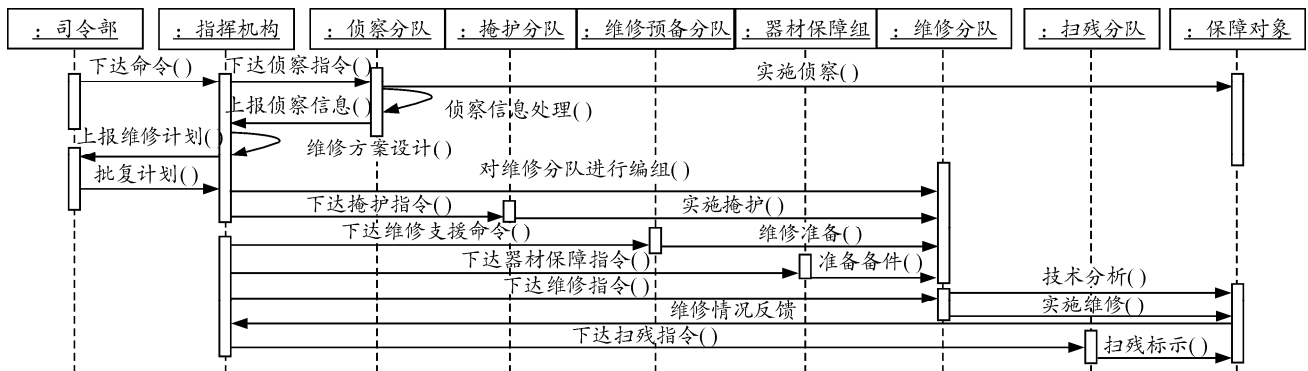 ：司令部
：指挥机构
：侦察分队
：掩护分队
：维修预备分队
：器材保障组
：维修分队
：扫残分队
：保障对象
下达命令( )
下达侦察指令( )
实施侦察( )
侦察信息处理( )
上报侦察信息( )
上报维修计划( )
维修方案设计( )
批复计划( )
对维修分队进行编组( )
下达掩护指令( )
实施掩护( )
下达维修支援命令( )
维修准备( )
下达器材保障指令( )
准备备件( )
下达维修指令( )
技术分析( )
实施维修( )
维修情况反馈
下达扫残指令( )
扫残标示( )